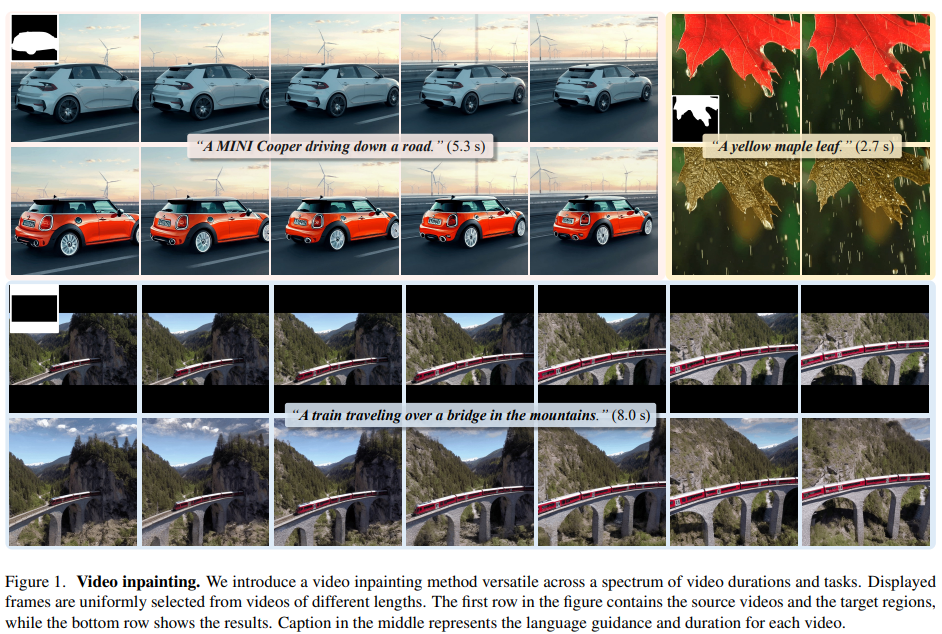 “A MINI Cooper driving down a road.” (5.3 s)
“A yellow maple leaf.” (2.7 s)
“A train traveling over a bridge in the mountains.” (8.0 s)
Figure 1. Video inpainting. We introduce a video inpainting method versatile across a spectrum of video durations and tasks. Displayed
frames are uniformly selected from videos of different lengths. The first row in the figure contains the source videos and the target regions,
while the bottom row shows the results. Caption in the middle represents the language guidance and duration for each video.